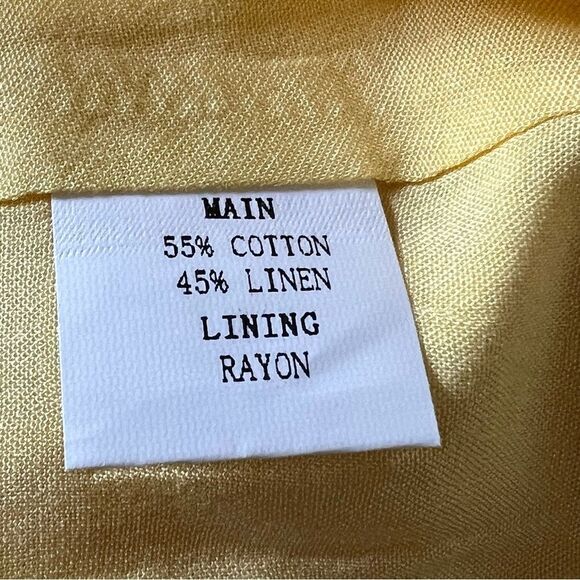 MAIN
55% COTTON
45% LINEN
LINING
RAYON